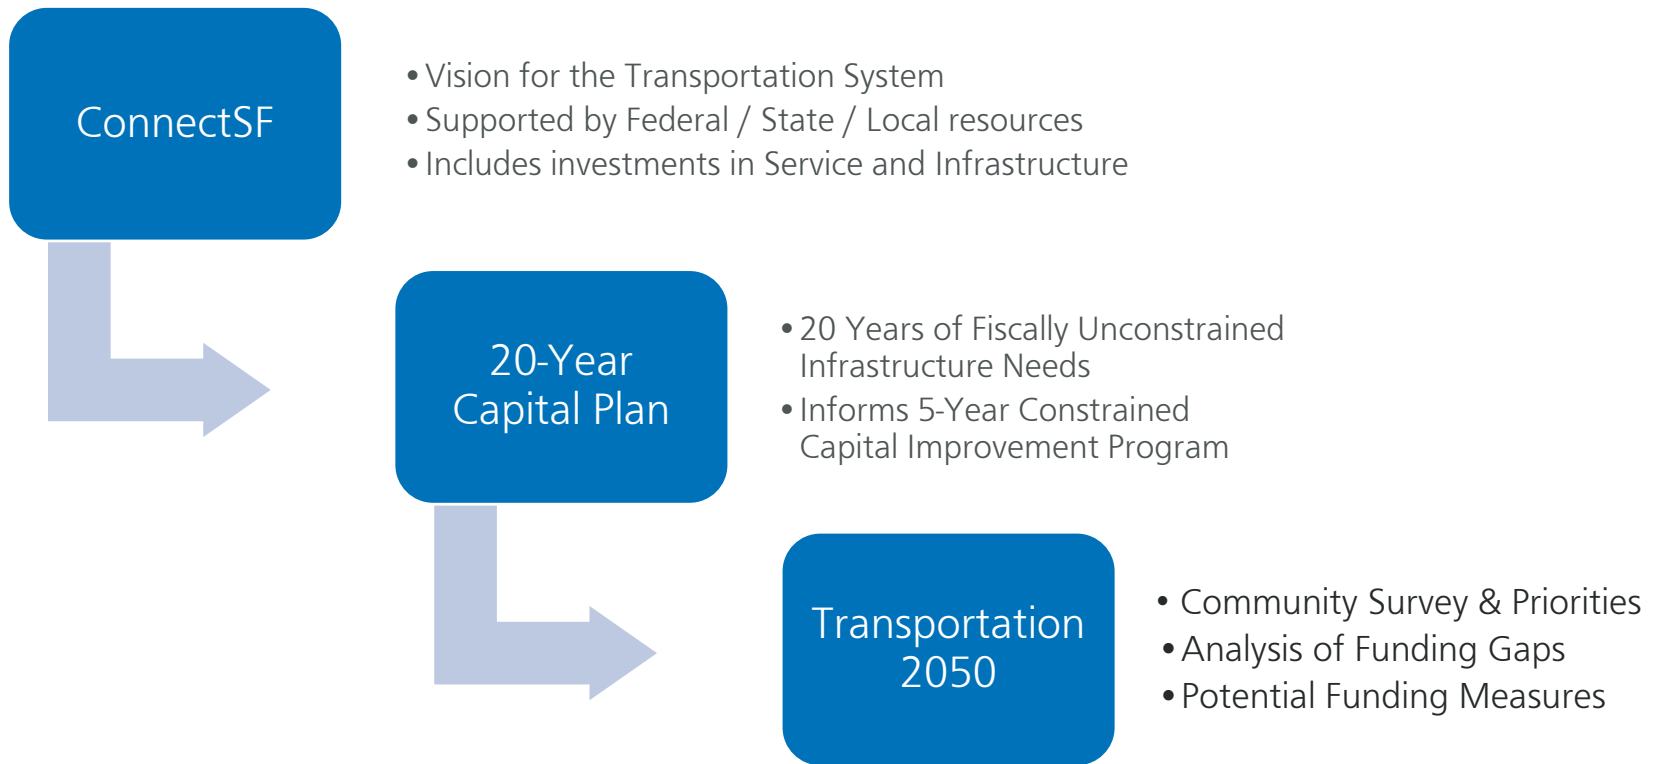 ConnectSF
• Vision for the Transportation System
• Supported by Federal / State / Local resources
• Includes investments in Service and Infrastructure
20-Year
Capital Plan
• 20 Years of Fiscally Unconstrained
Infrastructure Needs
• Informs 5-Year Constrained
Capital Improvement Program
Transportation
2050
• Community Survey & Priorities
• Analysis of Funding Gaps
• Potential Funding Measures